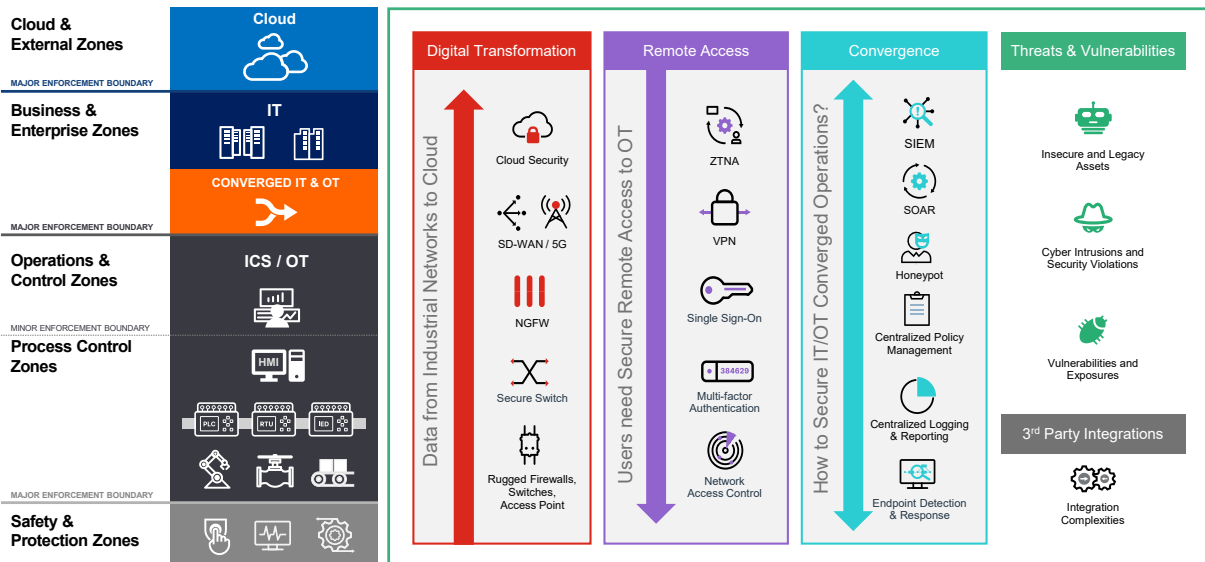 Cloud &
External Zones
MAJOR ENFORCEMENT BOUNDARY
Business &
Enterprise Zones
MAJOR ENFORCEMENT BOUNDARY
Operations &
Control Zones
MINOR ENFORCEMENT BOUNDARY
Process Control
Zones
MAJOR ENFORCEMENT BOUNDARY
Safety &
Protection Zones
Cloud
IT
CONVERGED IT & OT
ICS / OT
HMI
PLC
RTU
IED
Digital Transformation
Data from Industrial Networks to Cloud
Cloud Security
SD-WAN / 5G
NGFW
Secure Switch
Rugged Firewalls,
Switches,
Access Point
Remote Access
Users need Secure Remote Access to OT
ZTNA
VPN
Single Sign-On
384629
Multi-factor
Authentication
Network
Access Control
Convergence
How to Secure IT/OT Converged Operations?
SIEM
SOAR
Honeypot
Centralized Policy
Management
Centralized Logging
& Reporting
Endpoint Detection
& Response
Threats & Vulnerabilities
Insecure and Legacy
Assets
Cyber Intrusions and
Security Violations
Vulnerabilities and
Exposures
3rd Party Integrations
Integration
Complexities